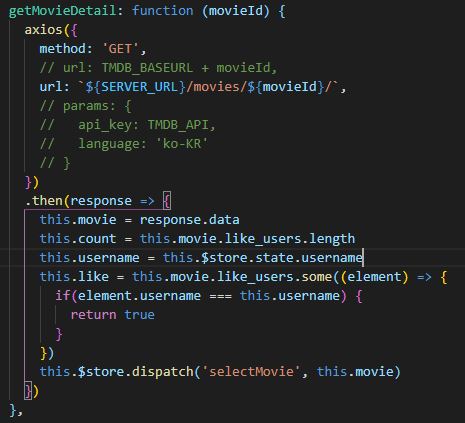 getMovieDetail: function (movieId) {
  axios({
    method: 'GET',
    // url: TMDB_BASEURL + movieId,
    url: `${SERVER_URL}/movies/${movieId}/`,
    // params: {
    //   api_key: TMDB_API,
    //   language: 'ko-KR'
    // }
  })
  .then(response => {
    this.movie = response.data
    this.count = this.movie.like_users.length
    this.username = this.$store.state.username
    this.like = this.movie.like_users.some((element) => {
      if(element.username === this.username) {
        return true
      }
    })
    this.$store.dispatch('selectMovie', this.movie)
  })
},